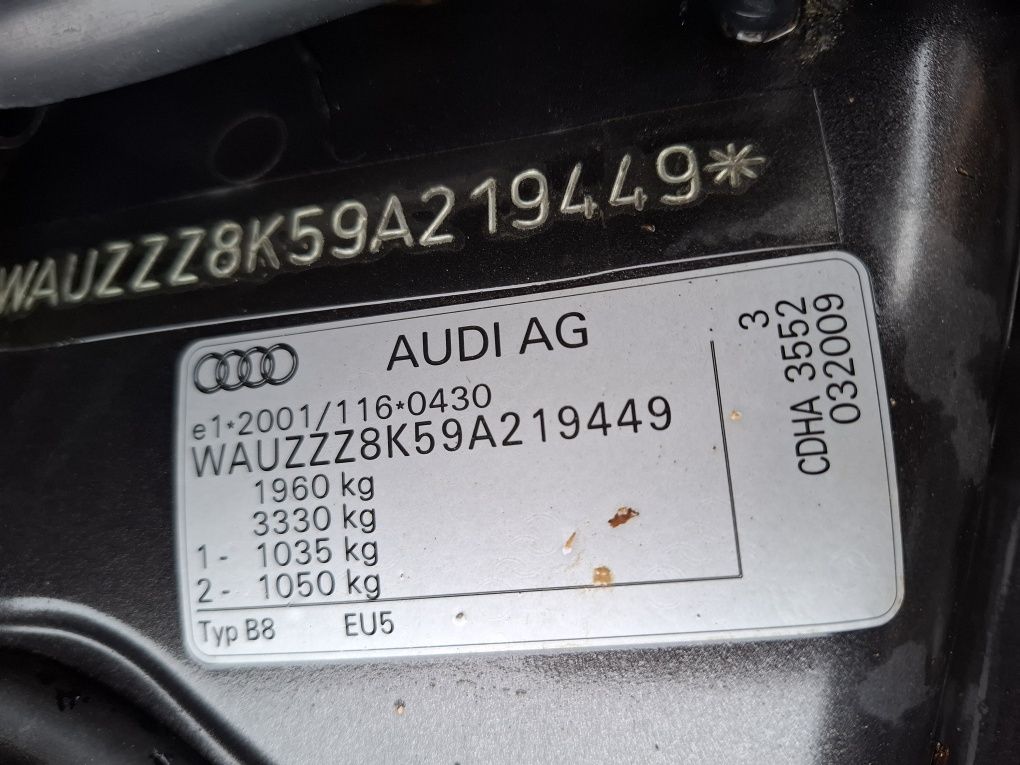 WAUZZZ8K59A219449*
AUDI AG
e1*2001/116*0430
WAUZZZ8K59A219449
1960 kg
3330 kg
1- 1035 kg
2- 1050 kg
Typ B8 EU5
3
CDHA 3552
032009